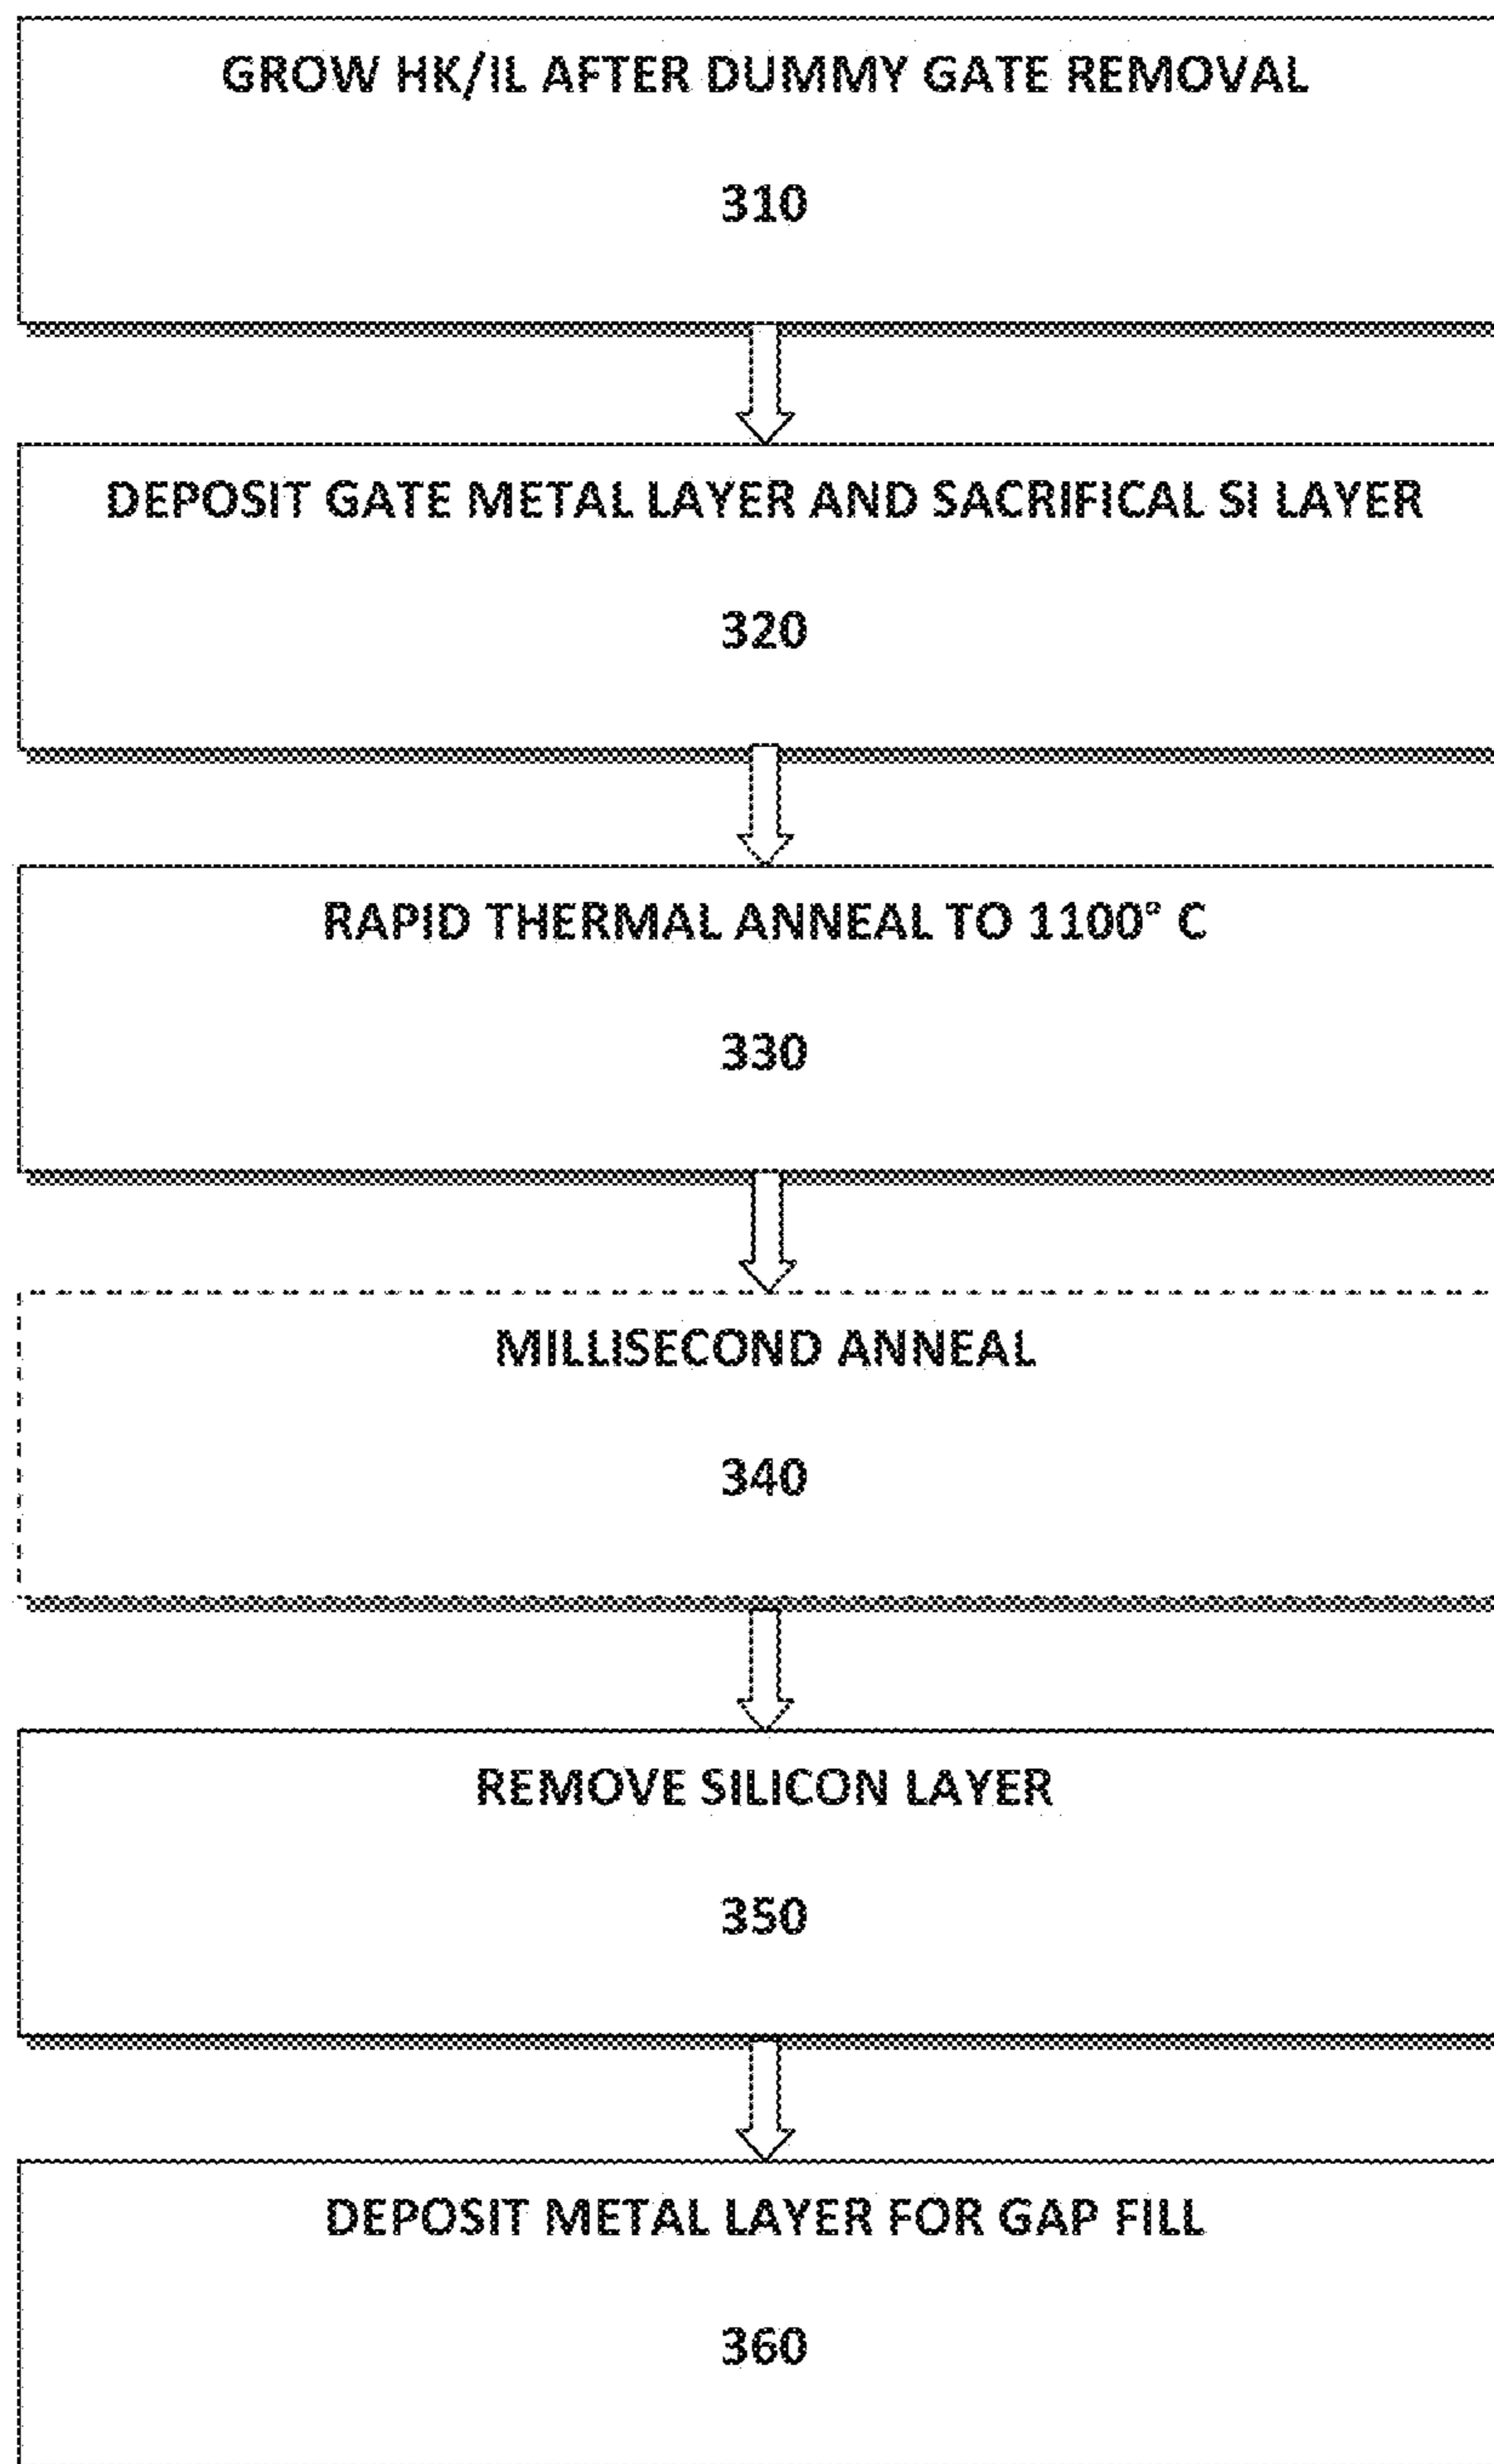 GROW HK/IL AFTER DUMMY GATE REMOVAL
310
DEPOSIT GATE METAL LAYER AND SACRIFICAL SI LAYER
320
RAPID THERMAL ANNEAL TO 1100° C
330
MILLISECOND ANNEAL
340
REMOVE SILICON LAYER
350
DEPOSIT METAL LAYER FOR GAP FILL
360